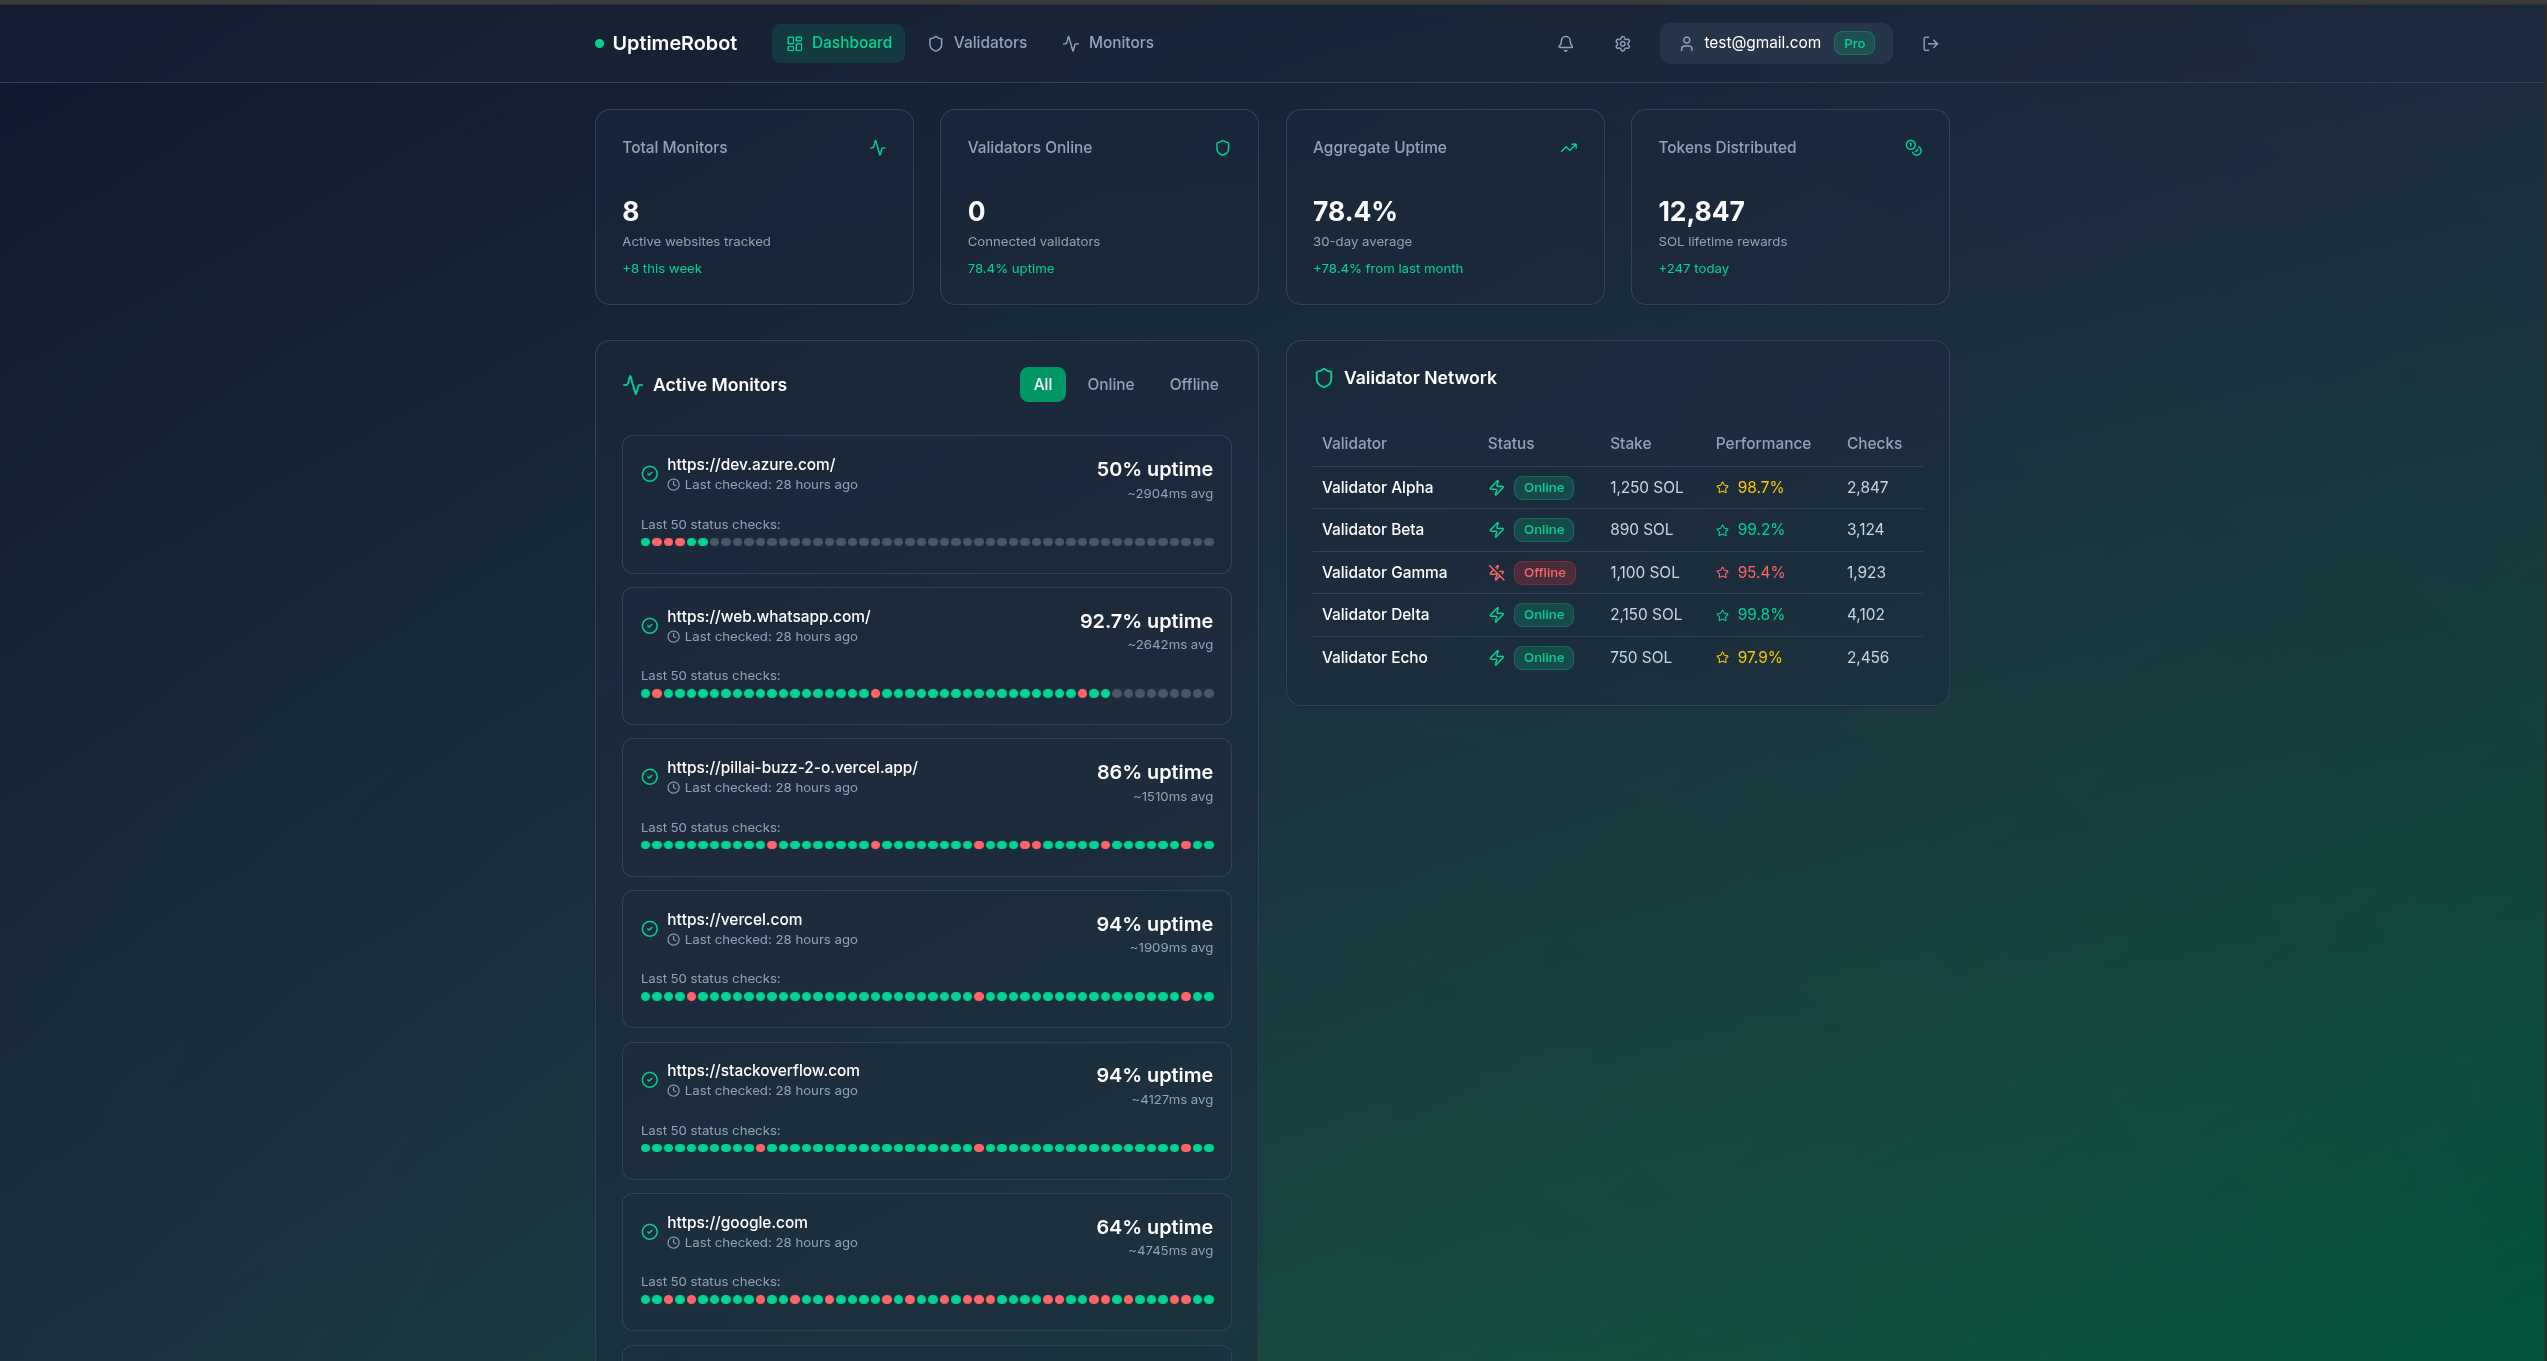 UptimeRobot Dashboard Validators Monitors test@gmail.com Pro
Total Monitors
8
Active websites tracked
+8 this week
Validators Online
0
Connected validators
78.4% uptime
Aggregate Uptime
78.4%
30-day average
+78.4% from last month
Tokens Distributed
12,847
SOL lifetime rewards
+247 today
Active Monitors All Online Offline
https://dev.azure.com/ 50% uptime
Last checked: 28 hours ago ~2904ms avg
Last 50 status checks:
https://web.whatsapp.com/ 92.7% uptime
Last checked: 28 hours ago ~2642ms avg
Last 50 status checks:
https://pillai-buzz-2-o.vercel.app/ 86% uptime
Last checked: 28 hours ago ~1510ms avg
Last 50 status checks:
https://vercel.com 94% uptime
Last checked: 28 hours ago ~1909ms avg
Last 50 status checks:
https://stackoverflow.com 94% uptime
Last checked: 28 hours ago ~4127ms avg
Last 50 status checks:
https://google.com 64% uptime
Last checked: 28 hours ago ~4745ms avg
Last 50 status checks:
Validator Network
Validator Status Stake Performance Checks
Validator Alpha Online 1,250 SOL 98.7% 2,847
Validator Beta Online 890 SOL 99.2% 3,124
Validator Gamma Offline 1,100 SOL 95.4% 1,923
Validator Delta Online 2,150 SOL 99.8% 4,102
Validator Echo Online 750 SOL 97.9% 2,456